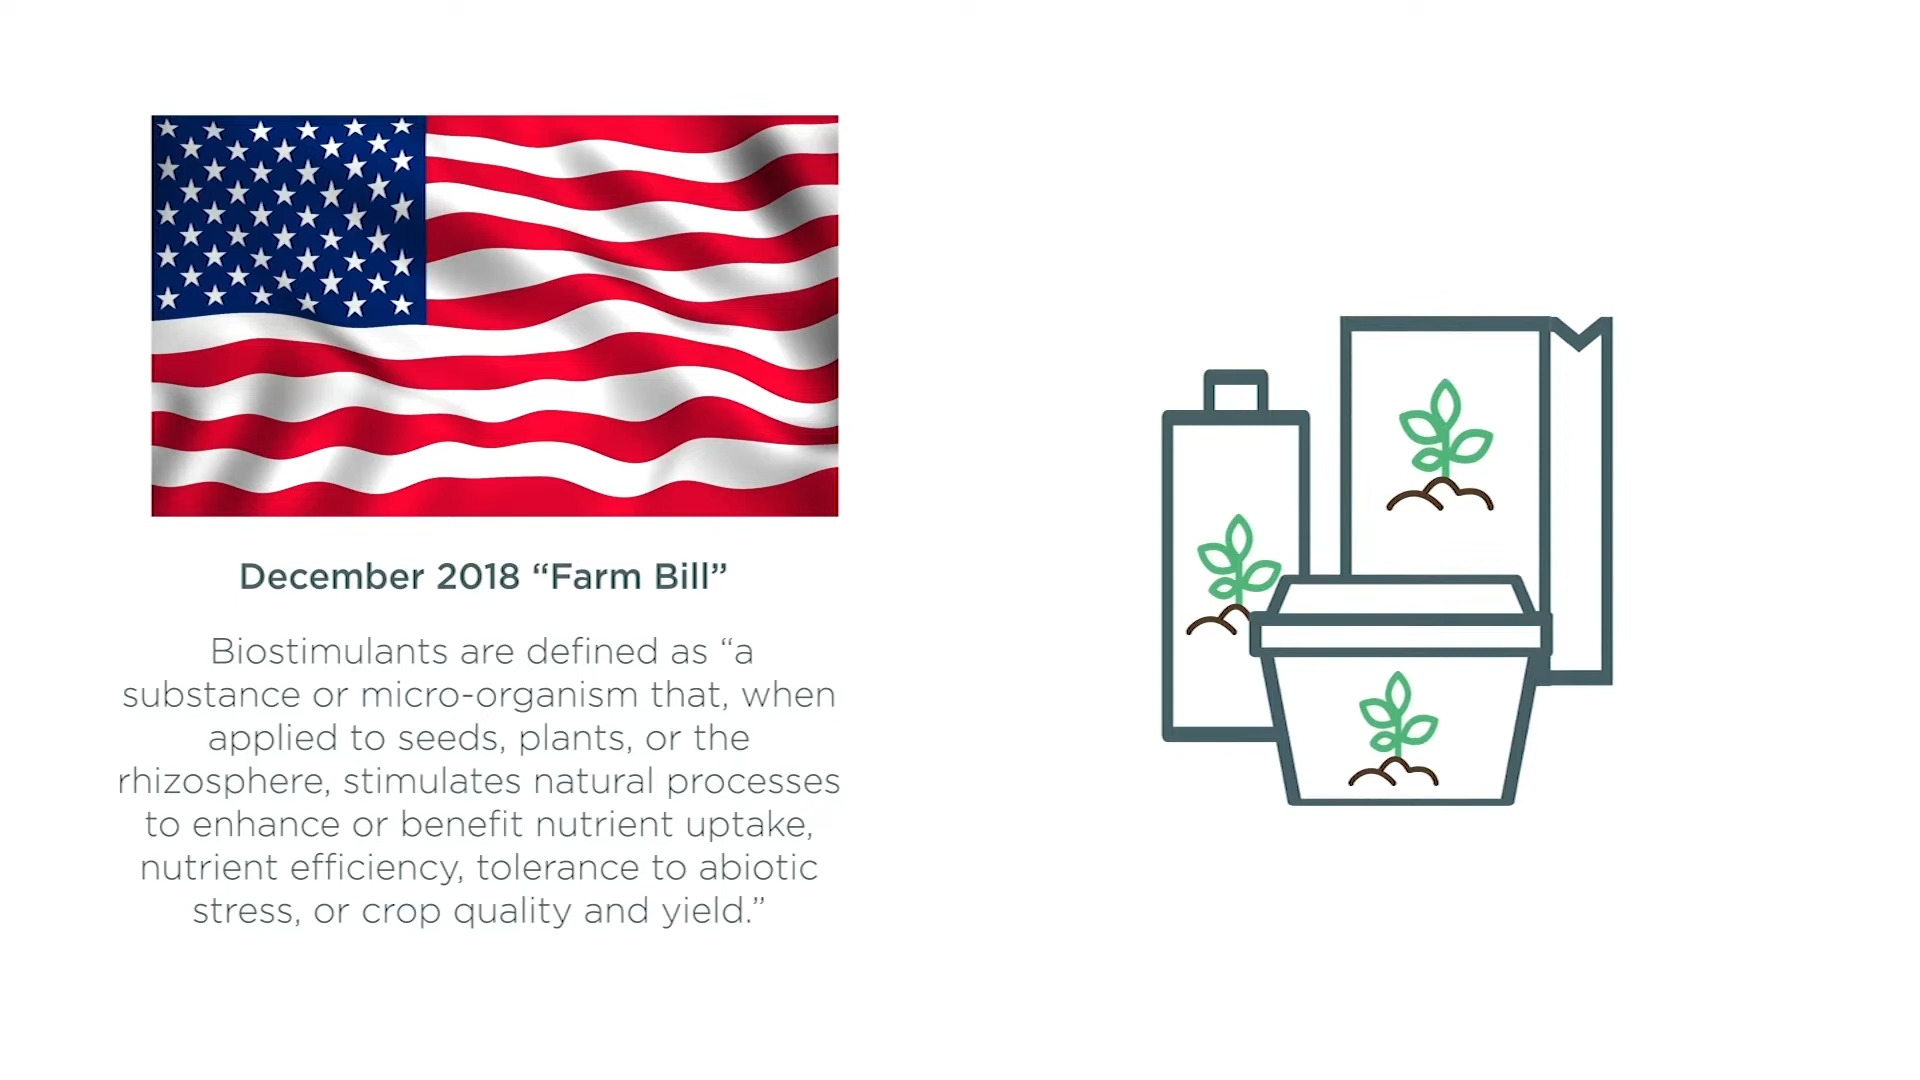 December 2018 “Farm Bill”
Biostimulants are defined as “a
substance or micro-organism that, when
applied to seeds, plants, or the
rhizosphere, stimulates natural processes
to enhance or benefit nutrient uptake,
nutrient efficiency, tolerance to abiotic
stress, or crop quality and yield.”